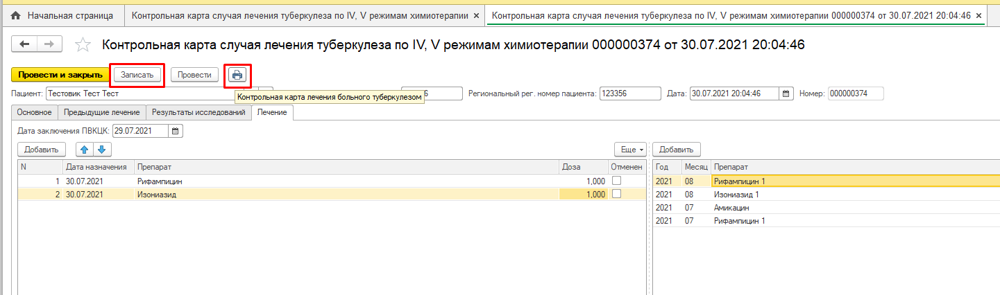 Начальная страница
Контрольная карта случая лечения туберкулеза по IV, V режимам химиотерапии ×
Контрольная карта случая лечения туберкулеза по IV, V режимам химиотерапии 000000374 от 30.07.2021 20:04:46 ×
Контрольная карта случая лечения туберкулеза по IV, V режимам химиотерапии 000000374 от 30.07.2021 20:04:46
Провести и закрыть Записать Провести
Пациент: Тестовик Тест Тест 6 Региональный рег. номер пациента: 123356 Дата: 30.07.2021 20:04:46 Номер: 000000374
Контрольная карта лечения больного туберкулезом
Основное Предыдущие лечение Результаты исследований Лечение
Дата заключения ПВКЦК: 29.07.2021
Добавить Еще Добавить
N Дата назначения Препарат Доза Отменен Год Месяц Препарат
1 30.07.2021 Рифампицин 1,000 2021 08 Рифампицин 1
2 30.07.2021 Изониазид 1,000 2021 08 Изониазид 1
2021 07 Амикацин
2021 07 Рифампицин 1